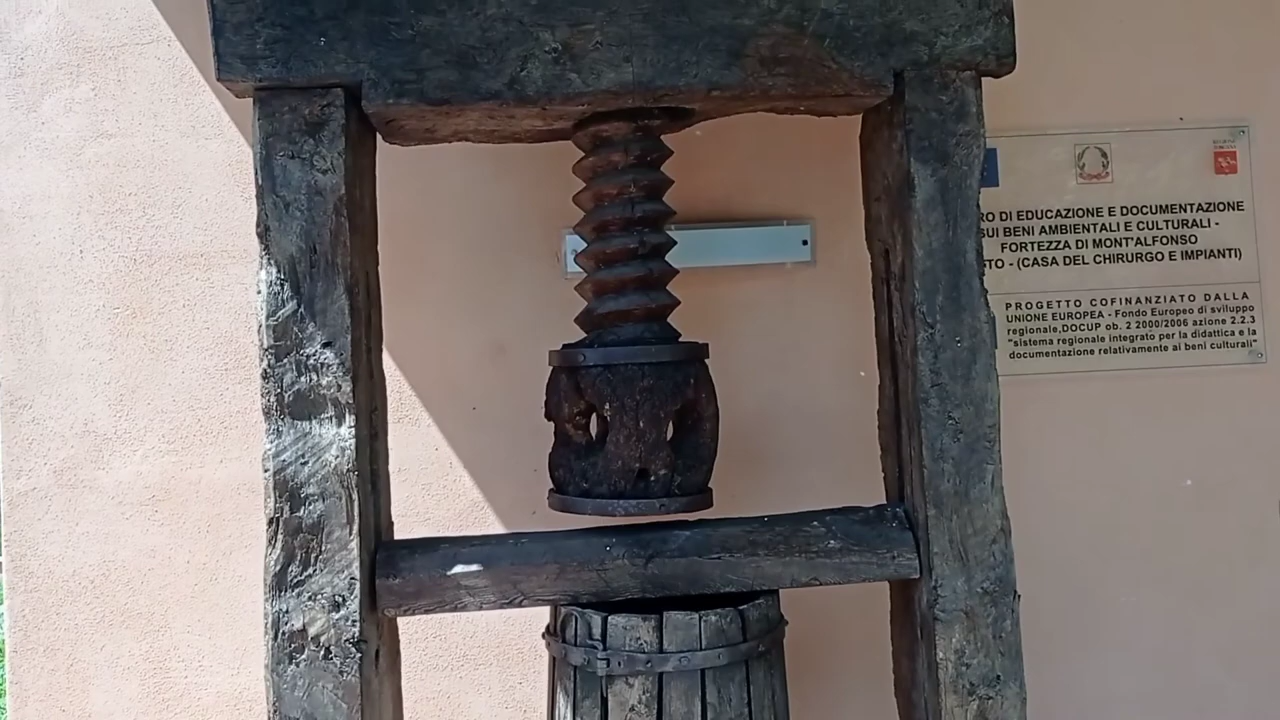 RO DI EDUCAZIONE E DOCUMENTAZIONE
SUI BENI AMBIENTALI E CULTURALI -
FORTEZZA DI MONT'ALFONSO
TO - (CASA DEL CHIRURGO E IMPIANTI)
PROGETTO COFINANZIATO DALLA
UNIONE EUROPEA - Fondo Europeo di sviluppo
regionale,DOCUP ob. 2 2000/2006 azione 2.2.3
"sistema regionale integrato per la didattica e la
documentazione relativamente ai beni culturali"